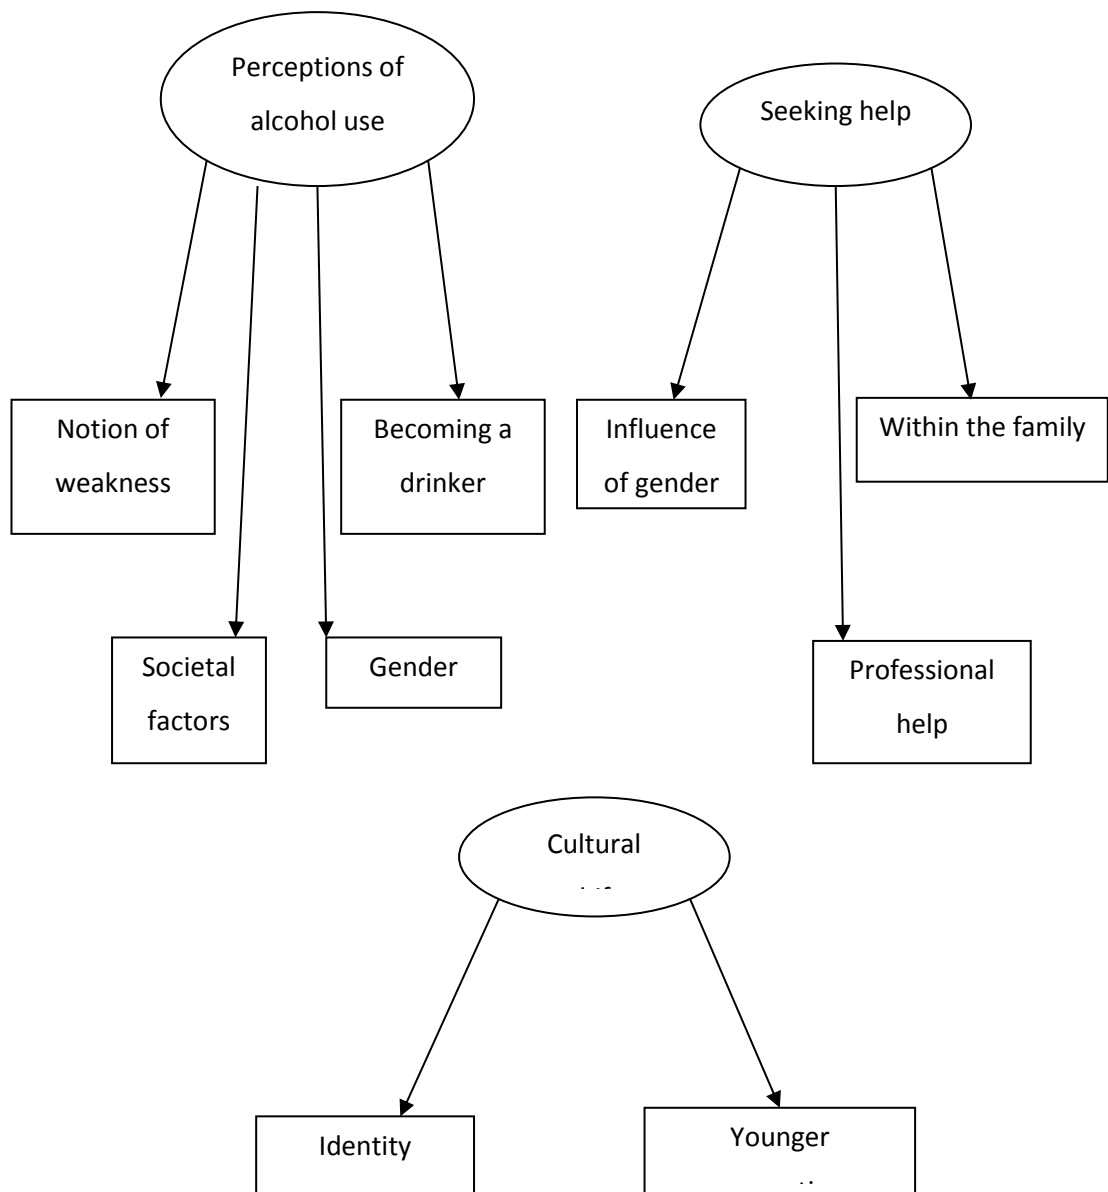 Perceptions of
alcohol use
Seeking help
Notion of
weakness
Becoming a
drinker
Influence
of gender
Within the family
Societal
factors
Gender
Professional
help
Cultural
Identity
Younger